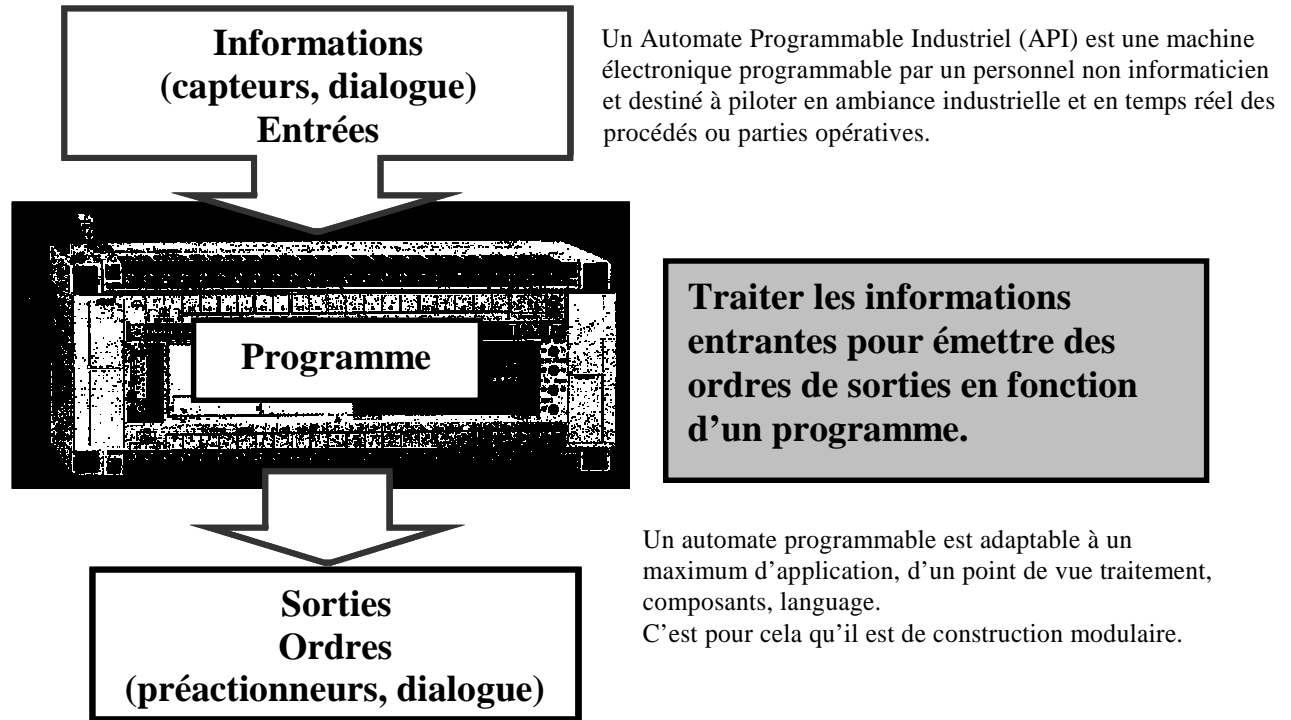 Informations
(capteurs, dialogue)
Entrées
Un Automate Programmable Industriel (API) est une machine
électronique programmable par un personnel non informaticien
et destiné à piloter en ambiance industrielle et en temps réel des
procédés ou parties opératives.
Programme
Traiter les informations
entrantes pour émettre des
ordres de sorties en fonction
d’un programme.
Un automate programmable est adaptable à un
maximum d’application, d’un point de vue traitement,
composants, language.
C’est pour cela qu’il est de construction modulaire.
Sorties
Ordres
(préactionneurs, dialogue)